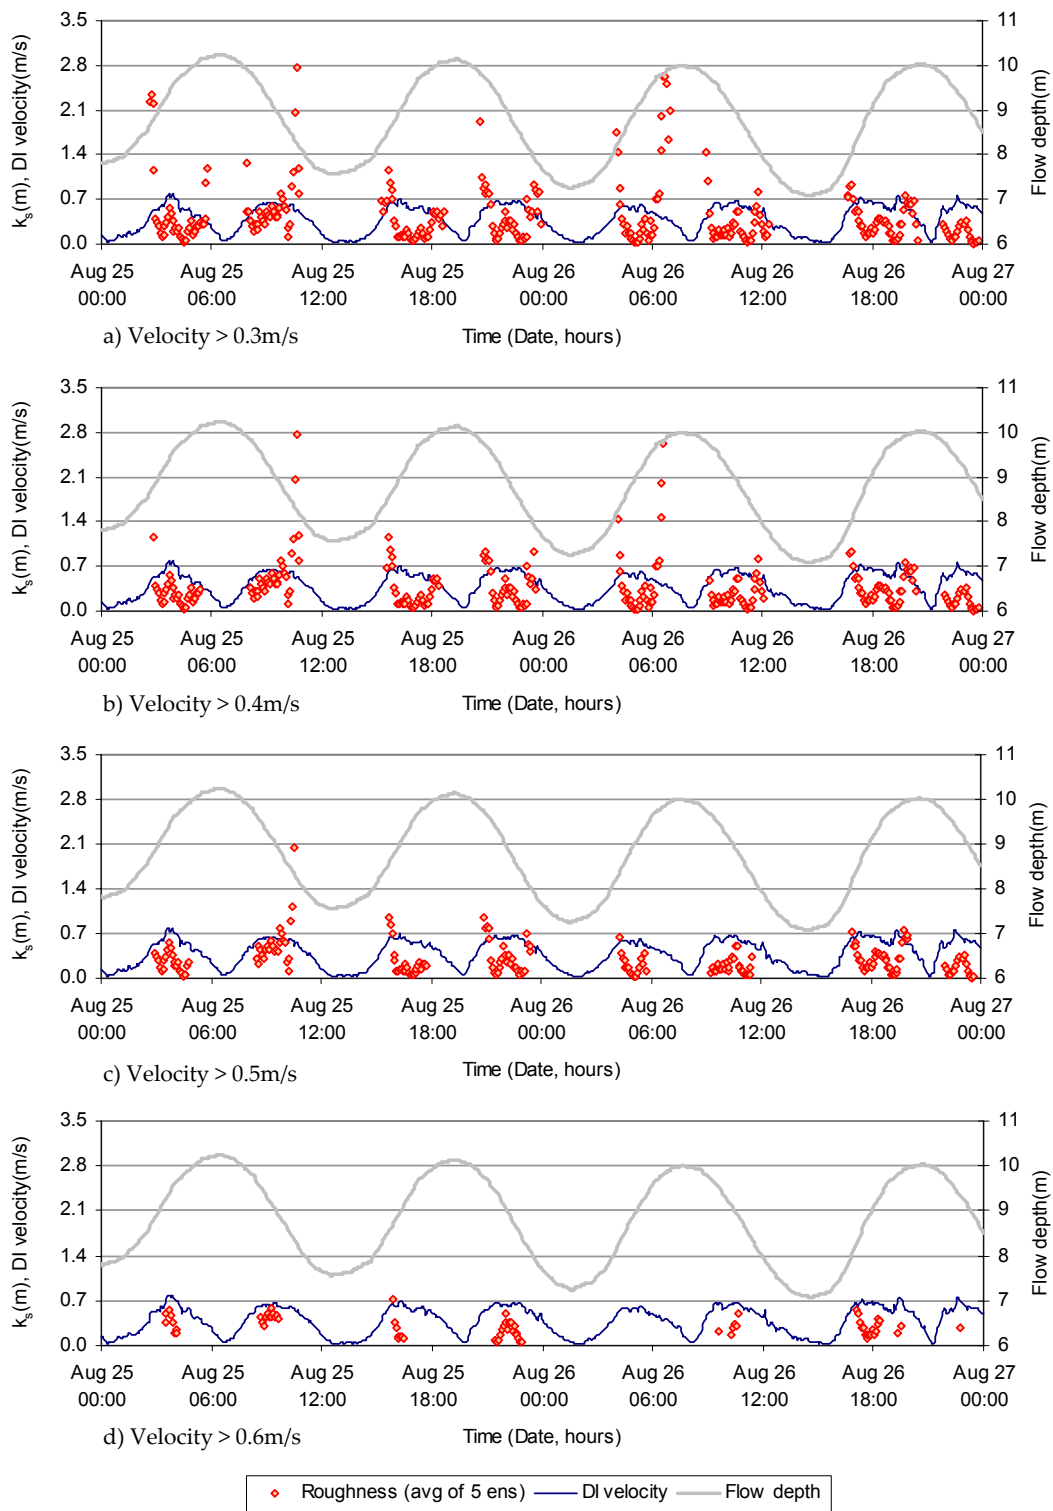 3.5 11
2.8 10
2.1 9
1.4 8
0.7 7
0.0 6
kₛ(m), DI velocity(m/s)
Flow depth(m)
Aug 25 Aug 25 Aug 25 Aug 25 Aug 26 Aug 26 Aug 26 Aug 26 Aug 27
00:00 06:00 12:00 18:00 00:00 06:00 12:00 18:00 00:00
a) Velocity > 0.3m/s Time (Date, hours)
3.5 11
2.8 10
2.1 9
1.4 8
0.7 7
0.0 6
kₛ(m), DI velocity(m/s)
Flow depth(m)
Aug 25 Aug 25 Aug 25 Aug 25 Aug 26 Aug 26 Aug 26 Aug 26 Aug 27
00:00 06:00 12:00 18:00 00:00 06:00 12:00 18:00 00:00
b) Velocity > 0.4m/s Time (Date, hours)
3.5 11
2.8 10
2.1 9
1.4 8
0.7 7
0.0 6
kₛ(m), DI velocity(m/s)
Flow depth(m)
Aug 25 Aug 25 Aug 25 Aug 25 Aug 26 Aug 26 Aug 26 Aug 26 Aug 27
00:00 06:00 12:00 18:00 00:00 06:00 12:00 18:00 00:00
c) Velocity > 0.5m/s Time (Date, hours)
3.5 11
2.8 10
2.1 9
1.4 8
0.7 7
0.0 6
kₛ(m), DI velocity(m/s)
Flow depth(m)
Aug 25 Aug 25 Aug 25 Aug 25 Aug 26 Aug 26 Aug 26 Aug 26 Aug 27
00:00 06:00 12:00 18:00 00:00 06:00 12:00 18:00 00:00
d) Velocity > 0.6m/s Time (Date, hours)
Roughness (avg of 5 ens) DI velocity Flow depth